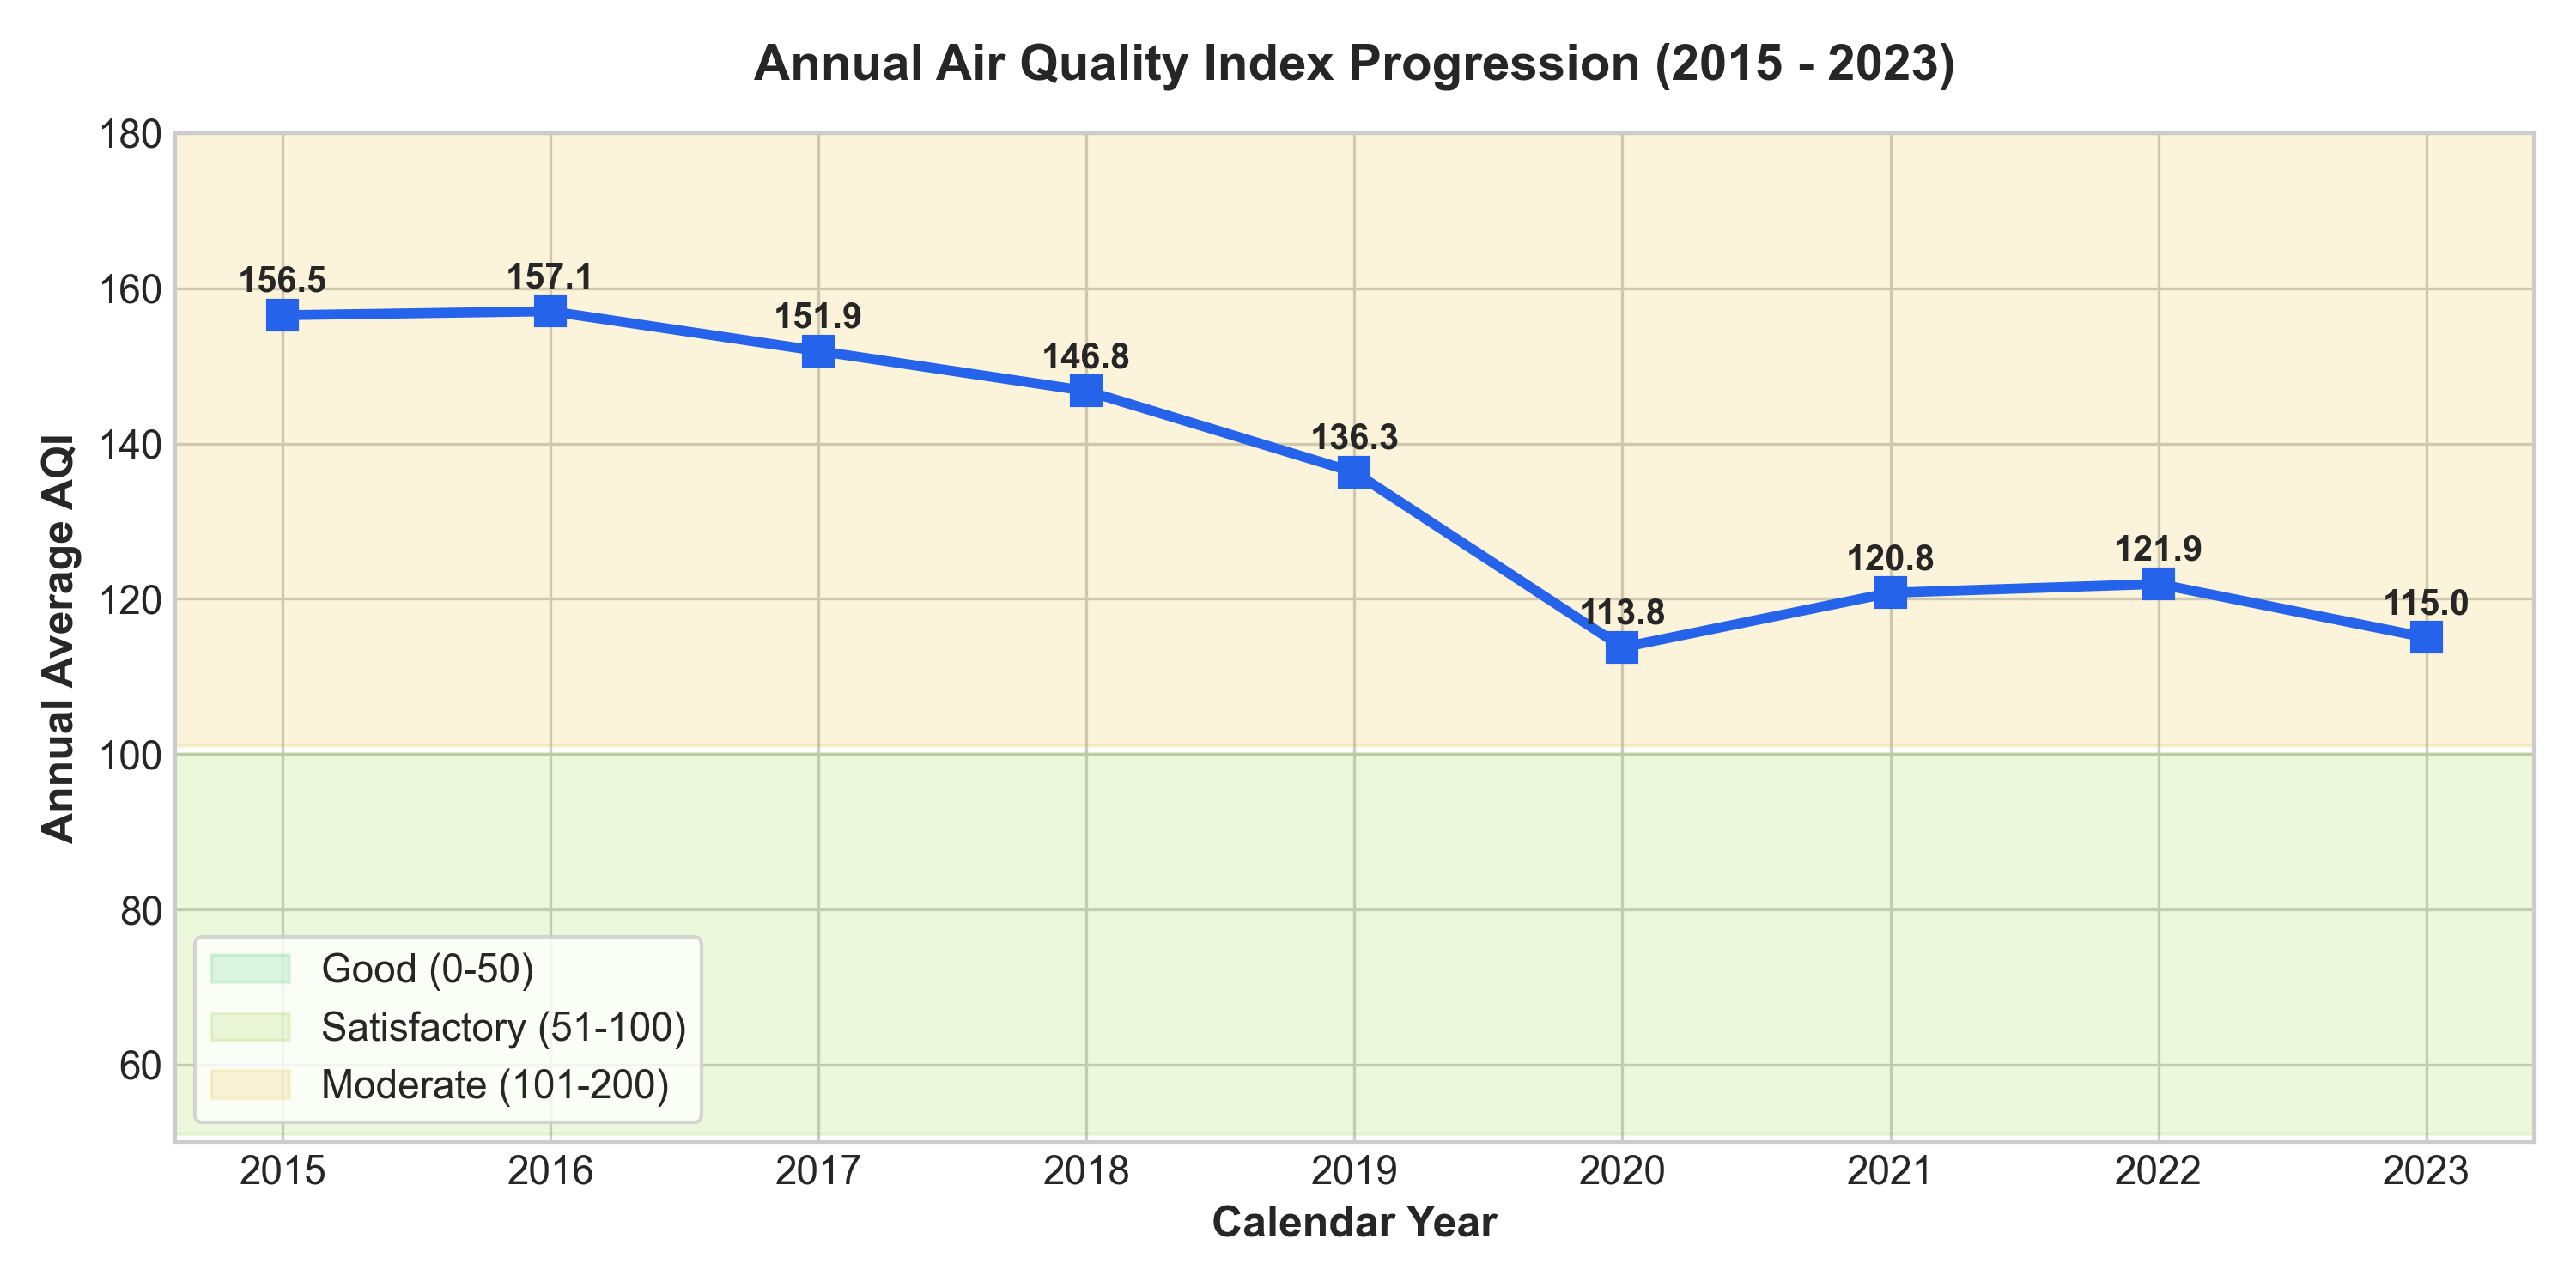 Annual Air Quality Index Progression (2015 - 2023)
Annual Average AQI
180
160
140
120
100
80
60
156.5
157.1
151.9
146.8
136.3
113.8
120.8
121.9
115.0
Good (0-50)
Satisfactory (51-100)
Moderate (101-200)
2015 2016 2017 2018 2019 2020 2021 2022 2023
Calendar Year